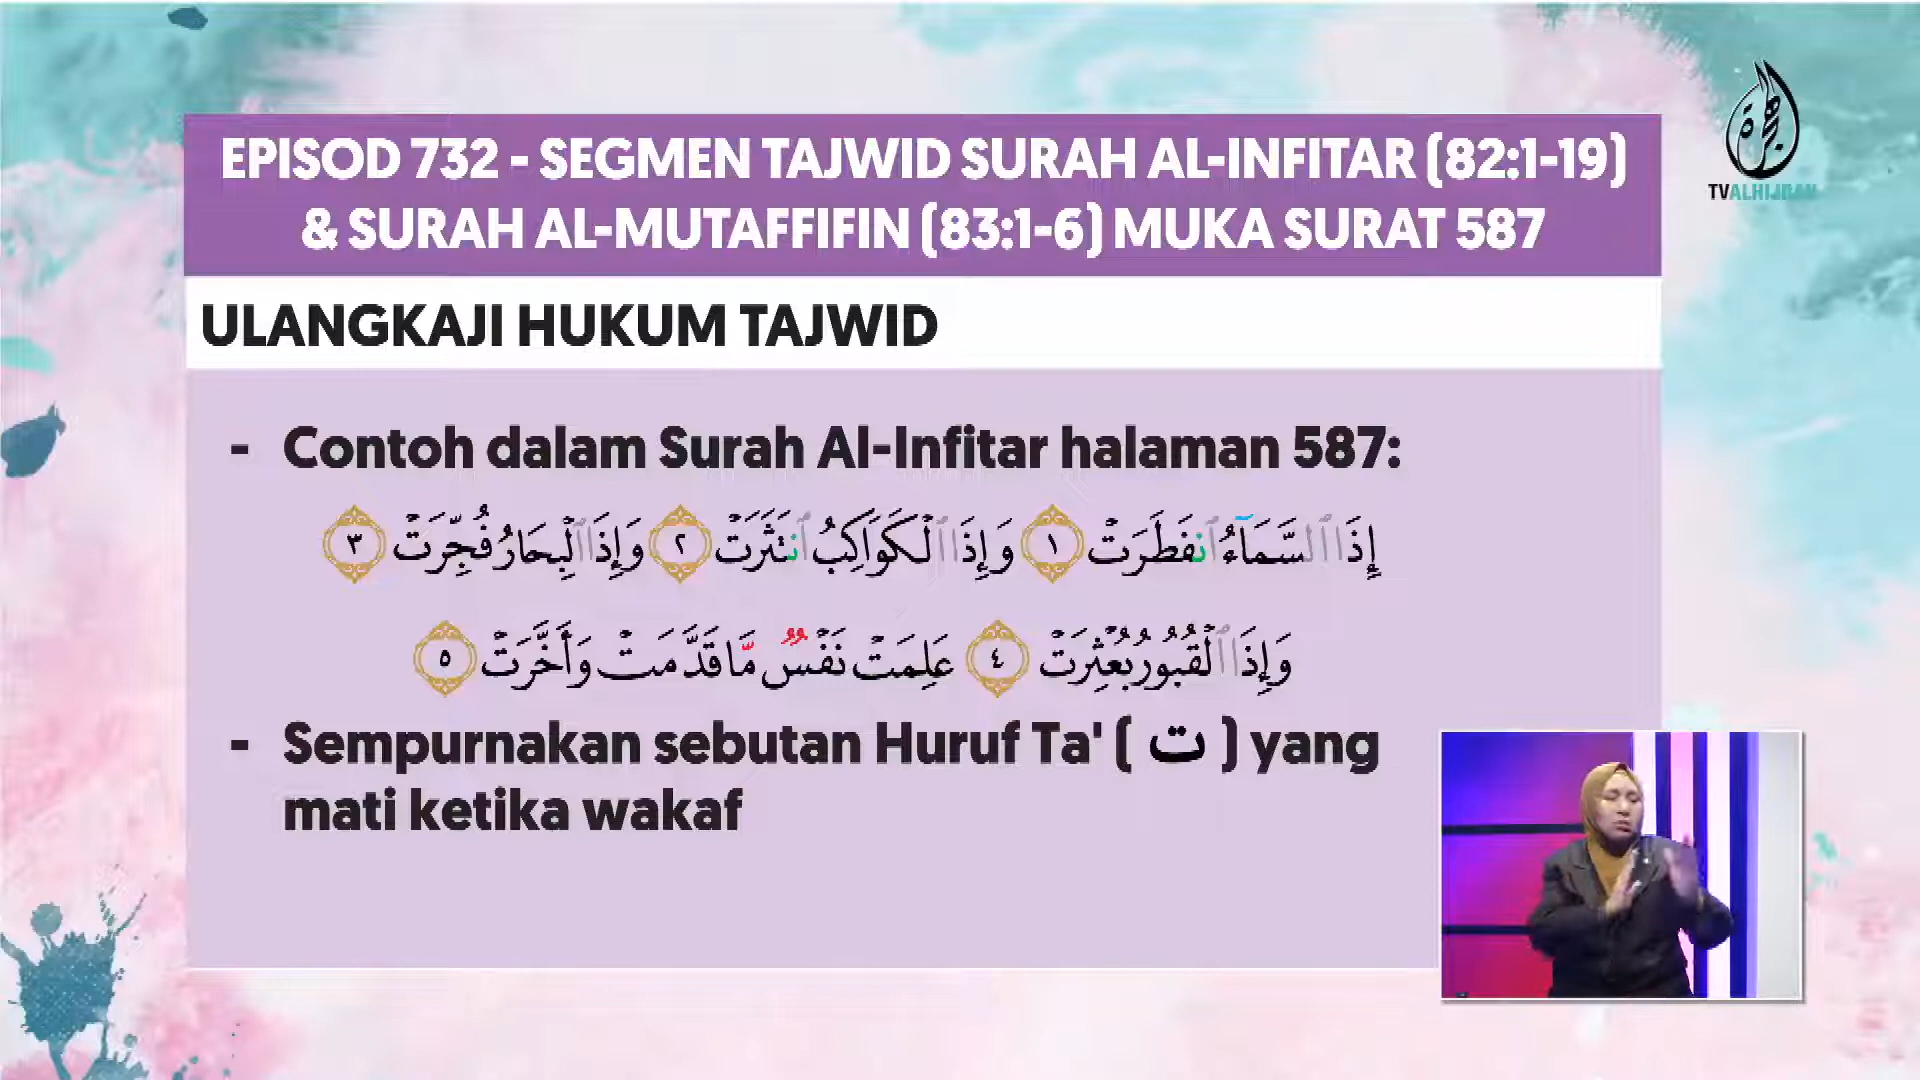 EPISOD 732 - SEGMEN TAJWID SURAH AL-INFITAR (82:1-19)
& SURAH AL-MUTAFFIFIN (83:1-6) MUKA SURAT 587
هجرة
TVALHIJRAH
ULANGKAJI HUKUM TAJWID
- Contoh dalam Surah Al-Infitar halaman 587:
إِذَا ٱلسَّمَآءُ ٱنفَطَرَتْ ١ وَإِذَا ٱلْكَوَاكِبُ ٱنتَثَرَتْ ٢ وَإِذَا ٱلْبِحَارُ فُجِّرَتْ ٣
وَإِذَا ٱلْقُبُورُ بُعْثِرَتْ ٤ عَلِمَتْ نَفْسٌ مَّا قَدَّمَتْ وَأَخَّرَتْ ٥
- Sempurnakan sebutan Huruf Ta' ( ت ) yang
mati ketika wakaf